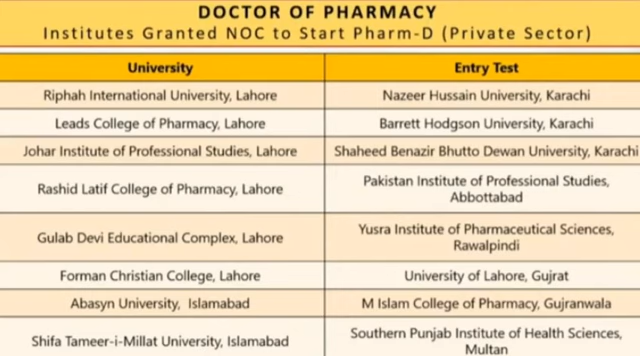 DOCTOR OF PHARMACY
Institutes Granted NOC to Start Pharm-D (Private Sector)
University
Entry Test
Riphah International University, Lahore
Nazeer Hussain University, Karachi
Leads College of Pharmacy, Lahore
Barrett Hodgson University, Karachi
Johar Institute of Professional Studies, Lahore
Shaheed Benazir Bhutto Dewan University, Karachi
Rashid Latif College of Pharmacy, Lahore
Pakistan Institute of Professional Studies,
Abbottabad
Gulab Devi Educational Complex, Lahore
Yusra Institute of Pharmaceutical Sciences,
Rawalpindi
Forman Christian College, Lahore
University of Lahore, Gujrat
Abasyn University, Islamabad
M Islam College of Pharmacy, Gujranwala
Shifa Tameer-i-Millat University, Islamabad
Southern Punjab Institute of Health Sciences,
Multan